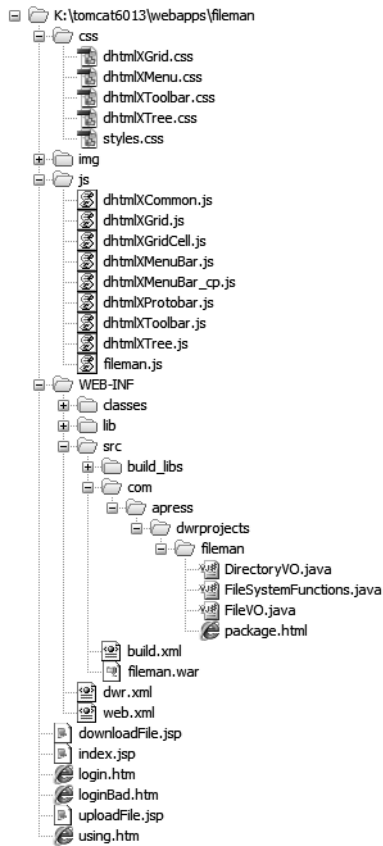 K:\tomcat6013\webapps\fileman
css
dhtmlXGrid.css
dhtmlXMenu.css
dhtmlXToolbar.css
dhtmlXTree.css
styles.css
img
js
dhtmlXCommon.js
dhtmlXGrid.js
dhtmlXGridCell.js
dhtmlXMenuBar.js
dhtmlXMenuBar_cp.js
dhtmlXProtobar.js
dhtmlXToolbar.js
dhtmlXTree.js
fileman.js
WEB-INF
classes
lib
src
build_libs
com
apress
dwrprojects
fileman
DirectoryVO.java
FileSystemFunctions.java
FileVO.java
package.html
build.xml
fileman.war
dwr.xml
web.xml
downloadFile.jsp
index.jsp
login.htm
loginBad.htm
uploadFile.jsp
using.htm